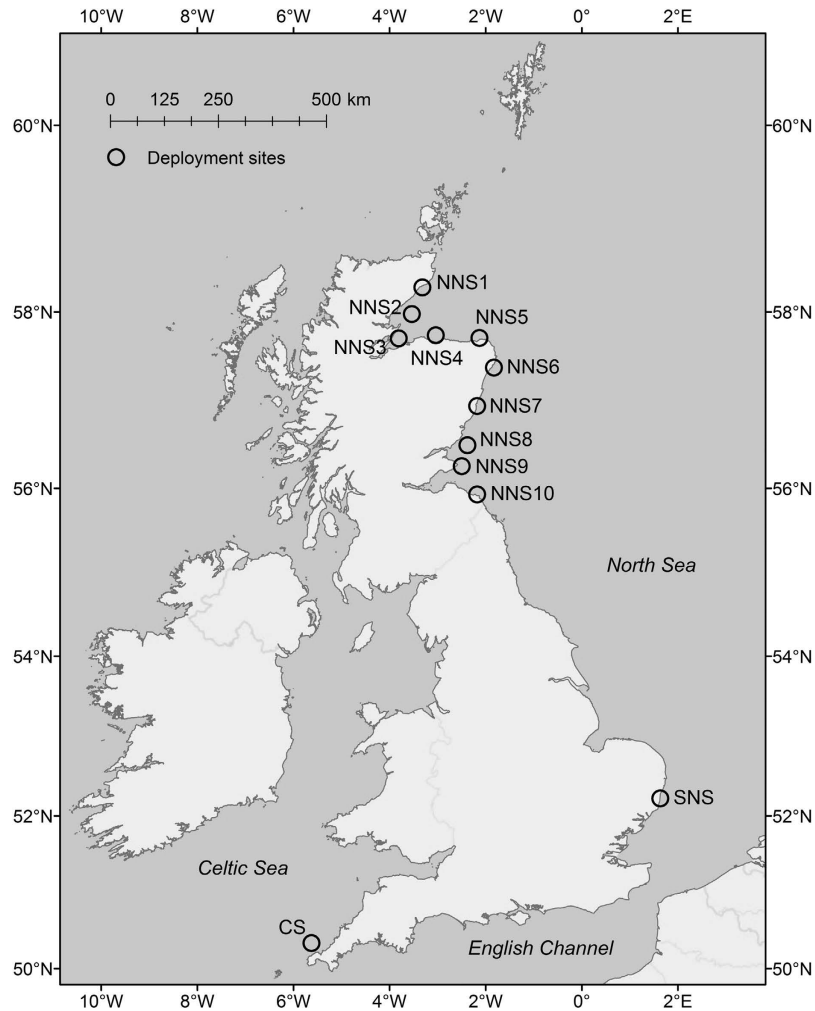 10°W 8°W 6°W 4°W 2°W 0° 2°E
0 125 250 500 km
60°N 60°N
Deployment sites
NNS1
58°N NNS2 58°N
NNS5
NNS3
NNS4
NNS6
NNS7
NNS8
NNS9
56°N 56°N
NNS10
North Sea
54°N 54°N
SNS
52°N 52°N
Celtic Sea
CS
English Channel
50°N 50°N
10°W 8°W 6°W 4°W 2°W 0° 2°E